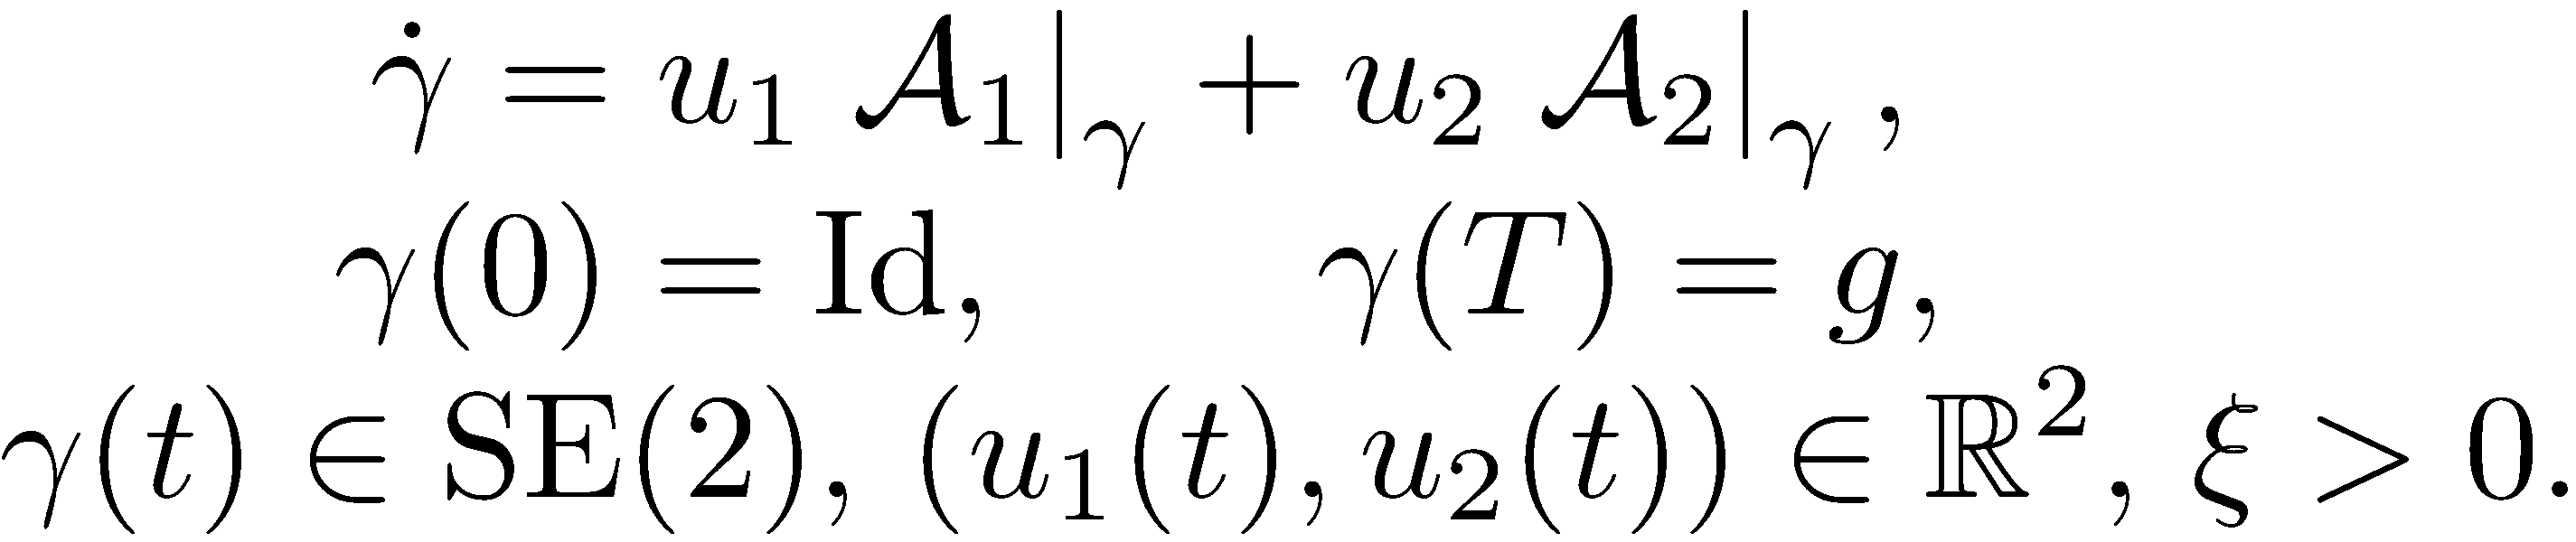 γ̇ = u₁ 𝒜₁|_γ + u₂ 𝒜₂|_γ ,
γ(0) = Id, γ(T) = g,
γ(t) ∈ SE(2), (u₁(t), u₂(t)) ∈ ℝ², ξ > 0.